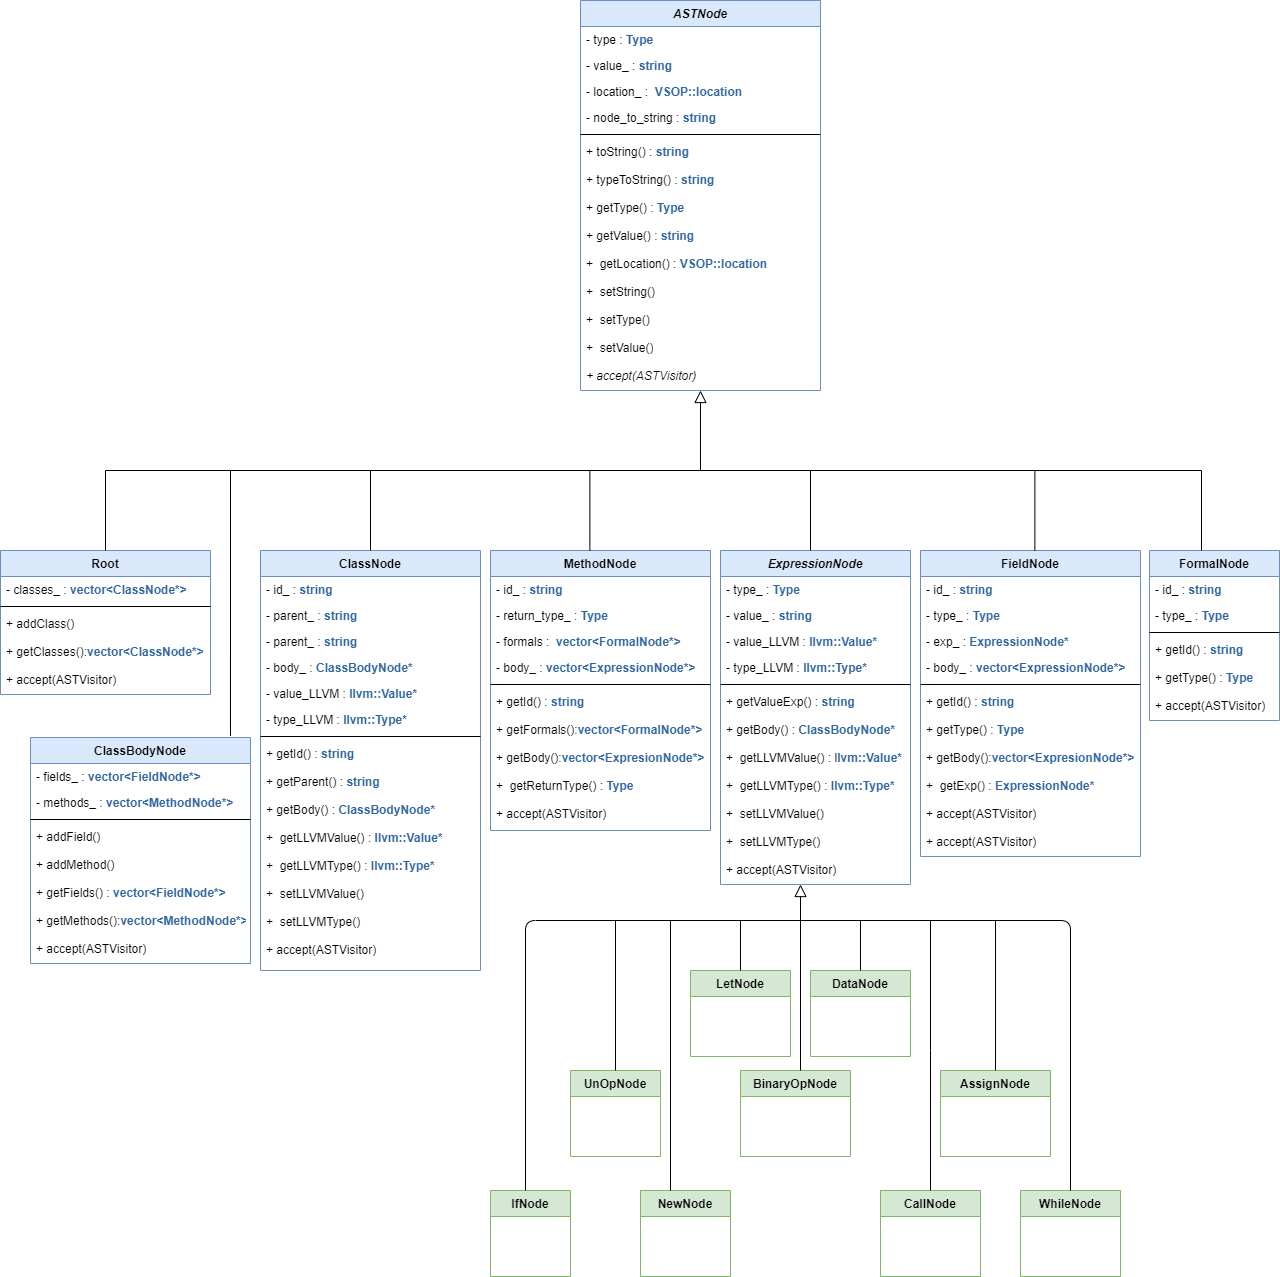 ASTNode
- type : Type
- value_ : string
- location_ : VSOP::location
- node_to_string : string
+ toString() : string
+ typeToString() : string
+ getType() : Type
+ getValue() : string
+ getLocation() : VSOP::location
+ setString()
+ setType()
+ setValue()
+ accept(ASTVisitor)
Root
- classes_ : vector<ClassNode*>
+ addClass()
+ getClasses():vector<ClassNode*>
+ accept(ASTVisitor)
ClassBodyNode
- fields_ : vector<FieldNode*>
- methods_ : vector<MethodNode*>
+ addField()
+ addMethod()
+ getFields() : vector<FieldNode*>
+ getMethods():vector<MethodNode*>
+ accept(ASTVisitor)
ClassNode
- id_ : string
- parent_ : string
- parent_ : string
- body_ : ClassBodyNode*
- value_LLVM : llvm::Value*
- type_LLVM : llvm::Type*
+ getId() : string
+ getParent() : string
+ getBody() : ClassBodyNode*
+ getLLVMValue() : llvm::Value*
+ getLLVMType() : llvm::Type*
+ setLLVMValue()
+ setLLVMType()
+ accept(ASTVisitor)
MethodNode
- id_ : string
- return_type_ : Type
- formals : vector<FormalNode*>
- body_ : vector<ExpressionNode*>
+ getId() : string
+ getFormals():vector<FormalNode*>
+ getBody():vector<ExpresionNode*>
+ getReturnType() : Type
+ accept(ASTVisitor)
ExpressionNode
- type_ : Type
- value_ : string
- value_LLVM : llvm::Value*
- type_LLVM : llvm::Type*
+ getValueExp() : string
+ getBody() : ClassBodyNode*
+ getLLVMValue() : llvm::Value*
+ getLLVMType() : llvm::Type*
+ setLLVMValue()
+ setLLVMType()
+ accept(ASTVisitor)
FieldNode
- id_ : string
- type_ : Type
- exp_ : ExpressionNode*
- body_ : vector<ExpressionNode*>
+ getId() : string
+ getType() : Type
+ getBody():vector<ExpresionNode*>
+ getExp() : ExpressionNode*
+ accept(ASTVisitor)
+ accept(ASTVisitor)
FormalNode
- id_ : string
- type_ : Type
+ getId() : string
+ getType() : Type
+ accept(ASTVisitor)
LetNode
DataNode
UnOpNode
BinaryOpNode
AssignNode
IfNode
NewNode
CallNode
WhileNode